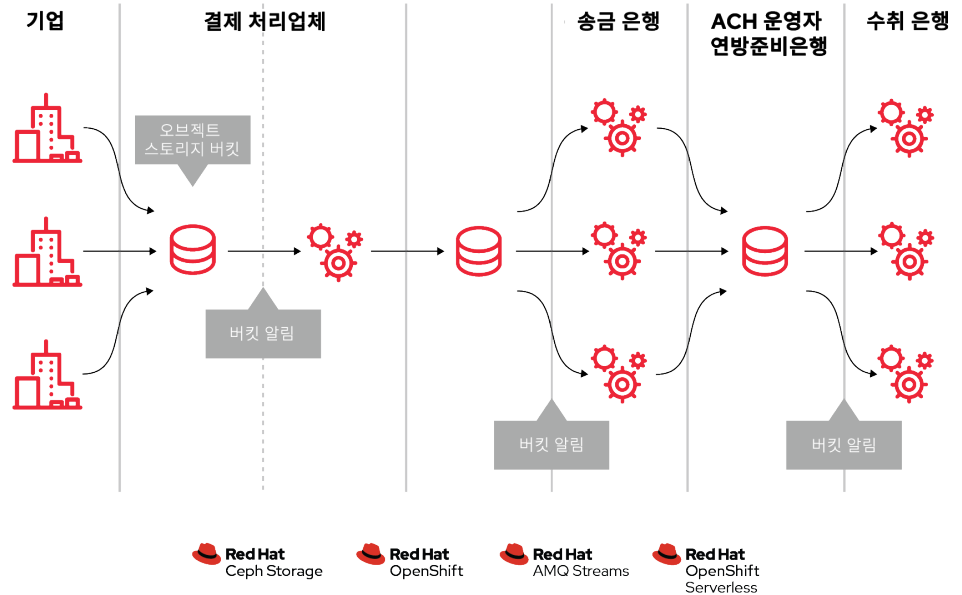 기업
결제 처리업체
송금 은행
ACH 운영자
연방준비은행
수취 은행
오브젝트
스토리지 버킷
버킷 알림
버킷 알림
버킷 알림
Red Hat
Ceph Storage
Red Hat
OpenShift
Red Hat
AMQ Streams
Red Hat
OpenShift
Serverless